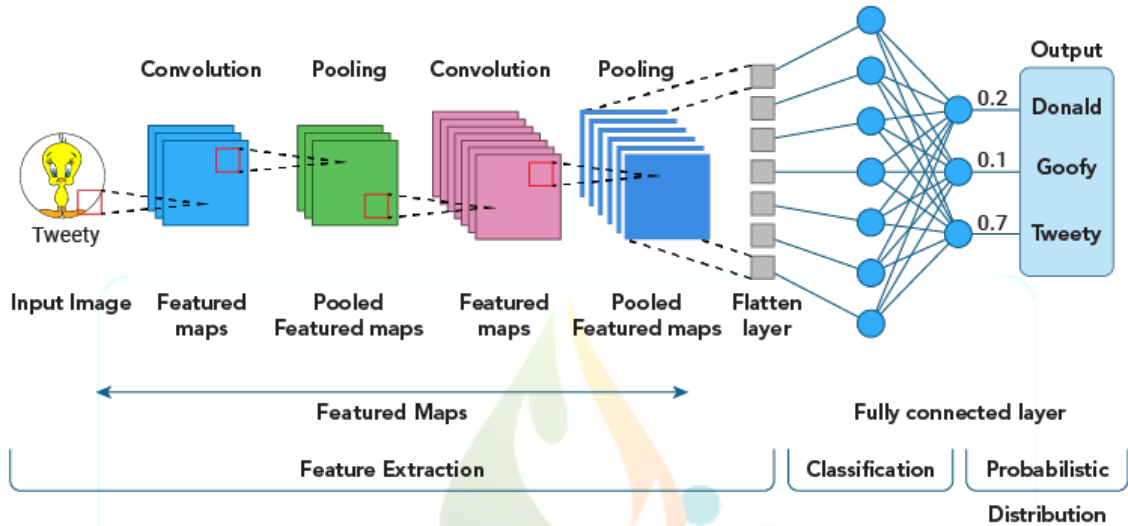 Convolution
Pooling
Convolution
Pooling
Output
0.2
Donald
0.1
Goofy
0.7
Tweety
Tweety
Input Image
Featured
maps
Pooled
Featured maps
Featured
maps
Pooled
Featured maps
Flatten
layer
Featured Maps
Fully connected layer
Feature Extraction
Classification
Probabilistic
Distribution